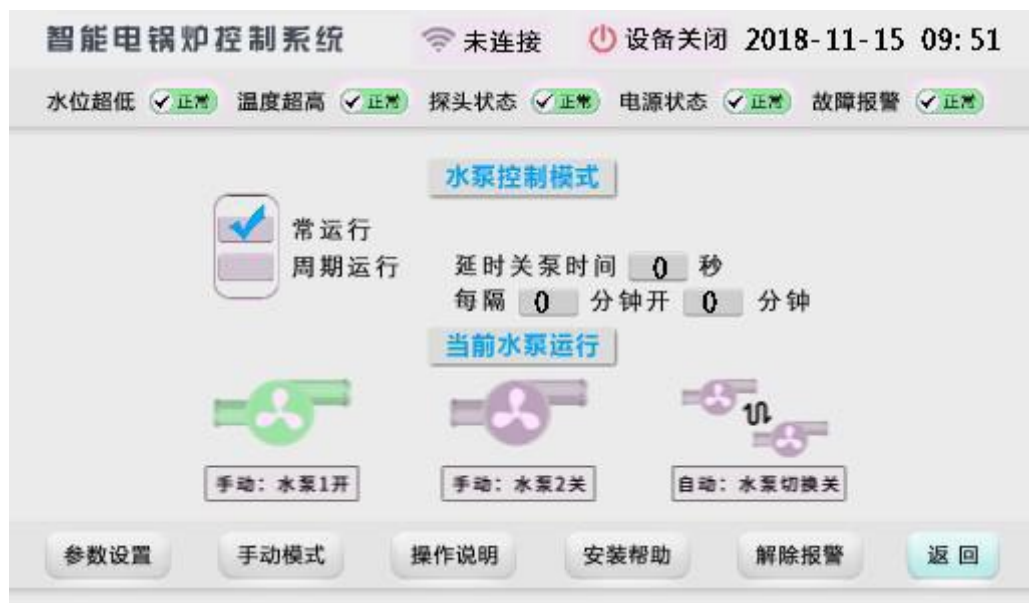 智能电锅炉控制系统 未连接 设备关闭 2018-11-15 09:51
水位超低 正常 温度超高 正常 探头状态 正常 电源状态 正常 故障报警 正常
水泵控制模式
常运行
周期运行 延时关泵时间 0 秒
每隔 0 分钟开 0 分钟
当前水泵运行
手动：水泵1开 手动：水泵2关 自动：水泵切换关
参数设置 手动模式 操作说明 安装帮助 解除报警 返回